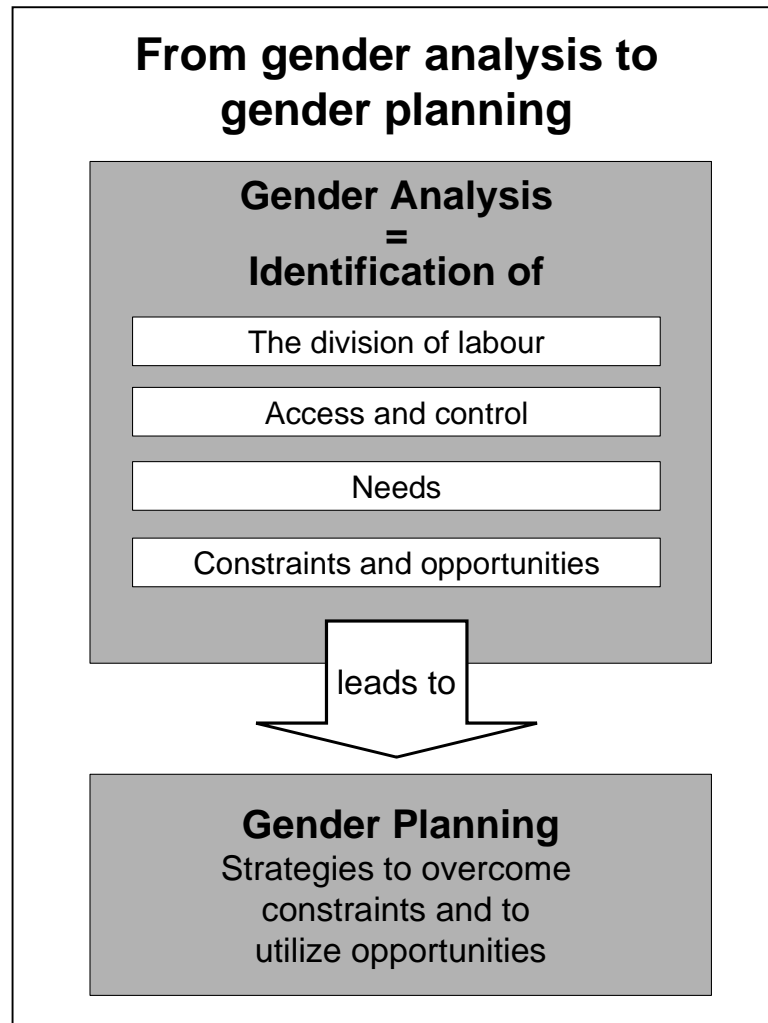 From gender analysis to
gender planning
Gender Analysis
=
Identification of
The division of labour
Access and control
Needs
Constraints and opportunities
leads to
Gender Planning
Strategies to overcome
constraints and to
utilize opportunities